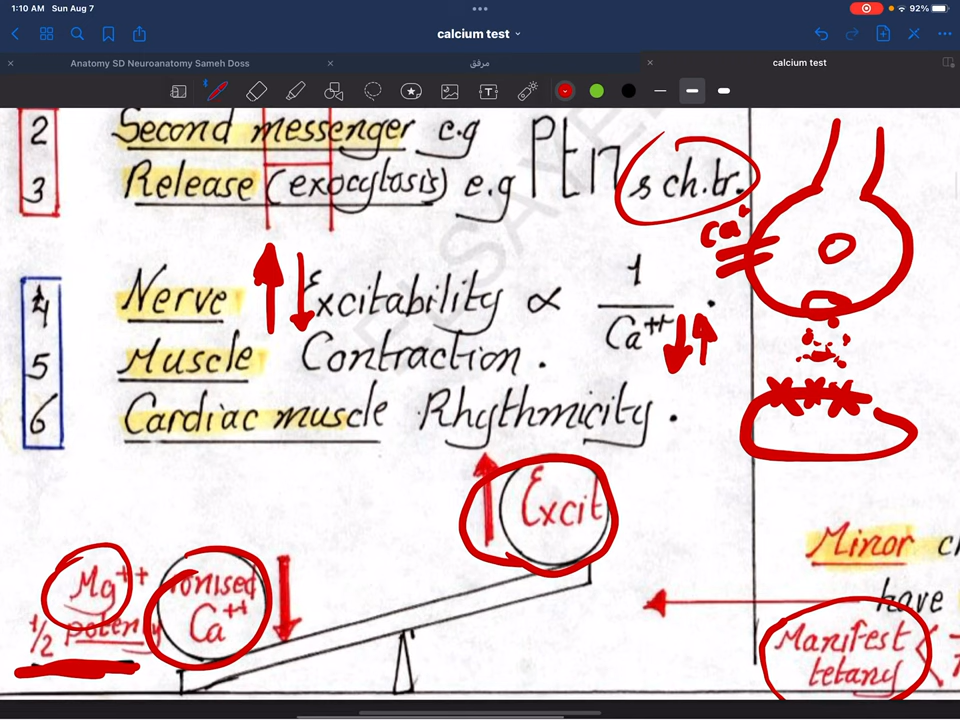 1:10 AM Sun Aug 7
92%
calcium test
Anatomy SD Neuroanatomy Sameh Doss
مرفق
calcium test
2 Second messenger e.g
3 Release (exocytosis) e.g Ptn s ch.tr.
Ca+
4 Nerve Excitability ∝ 1
Ca++
5 Muscle Contraction.
6 Cardiac muscle Rhythmicity.
Excit
Mg++
ionised
Ca++
1/2 potency
Minor
have
Manifest
tetany